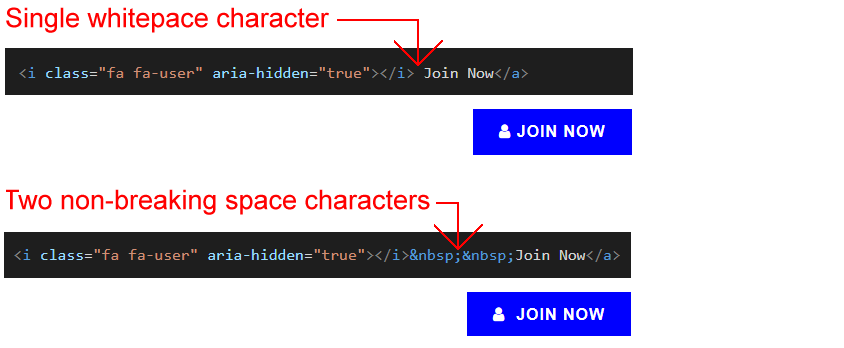 Single whitepace character
<i class="fa fa-user" aria-hidden="true"></i> Join Now</a>
JOIN NOW
Two non-breaking space characters
<i class="fa fa-user" aria-hidden="true"></i>&nbsp;&nbsp;Join Now</a>
JOIN NOW